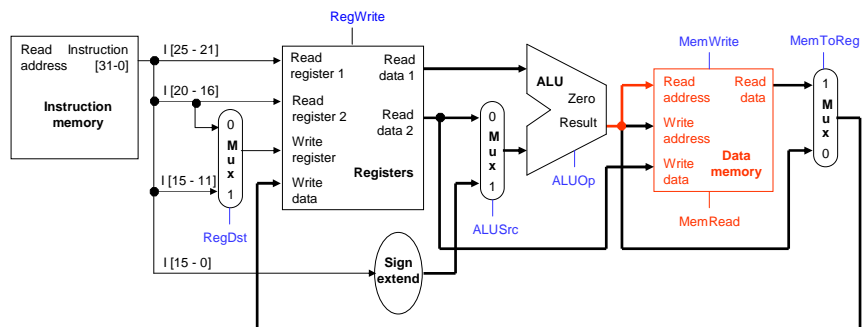 RegWrite
Read Instruction
address [31-0]
Instruction
memory
I [25 - 21]
I [20 - 16]
I [15 - 11]
I [15 - 0]
0
M
u
x
1
RegDst
Read
register 1
Read
register 2
Write
register
Write
data
Read
data 1
Read
data 2
Registers
Sign
extend
0
M
u
x
1
ALUSrc
ALU
Zero
Result
ALUOp
MemWrite
Read
address
Write
address
Write
data
Read
data
Data
memory
MemRead
MemToReg
1
M
u
x
0